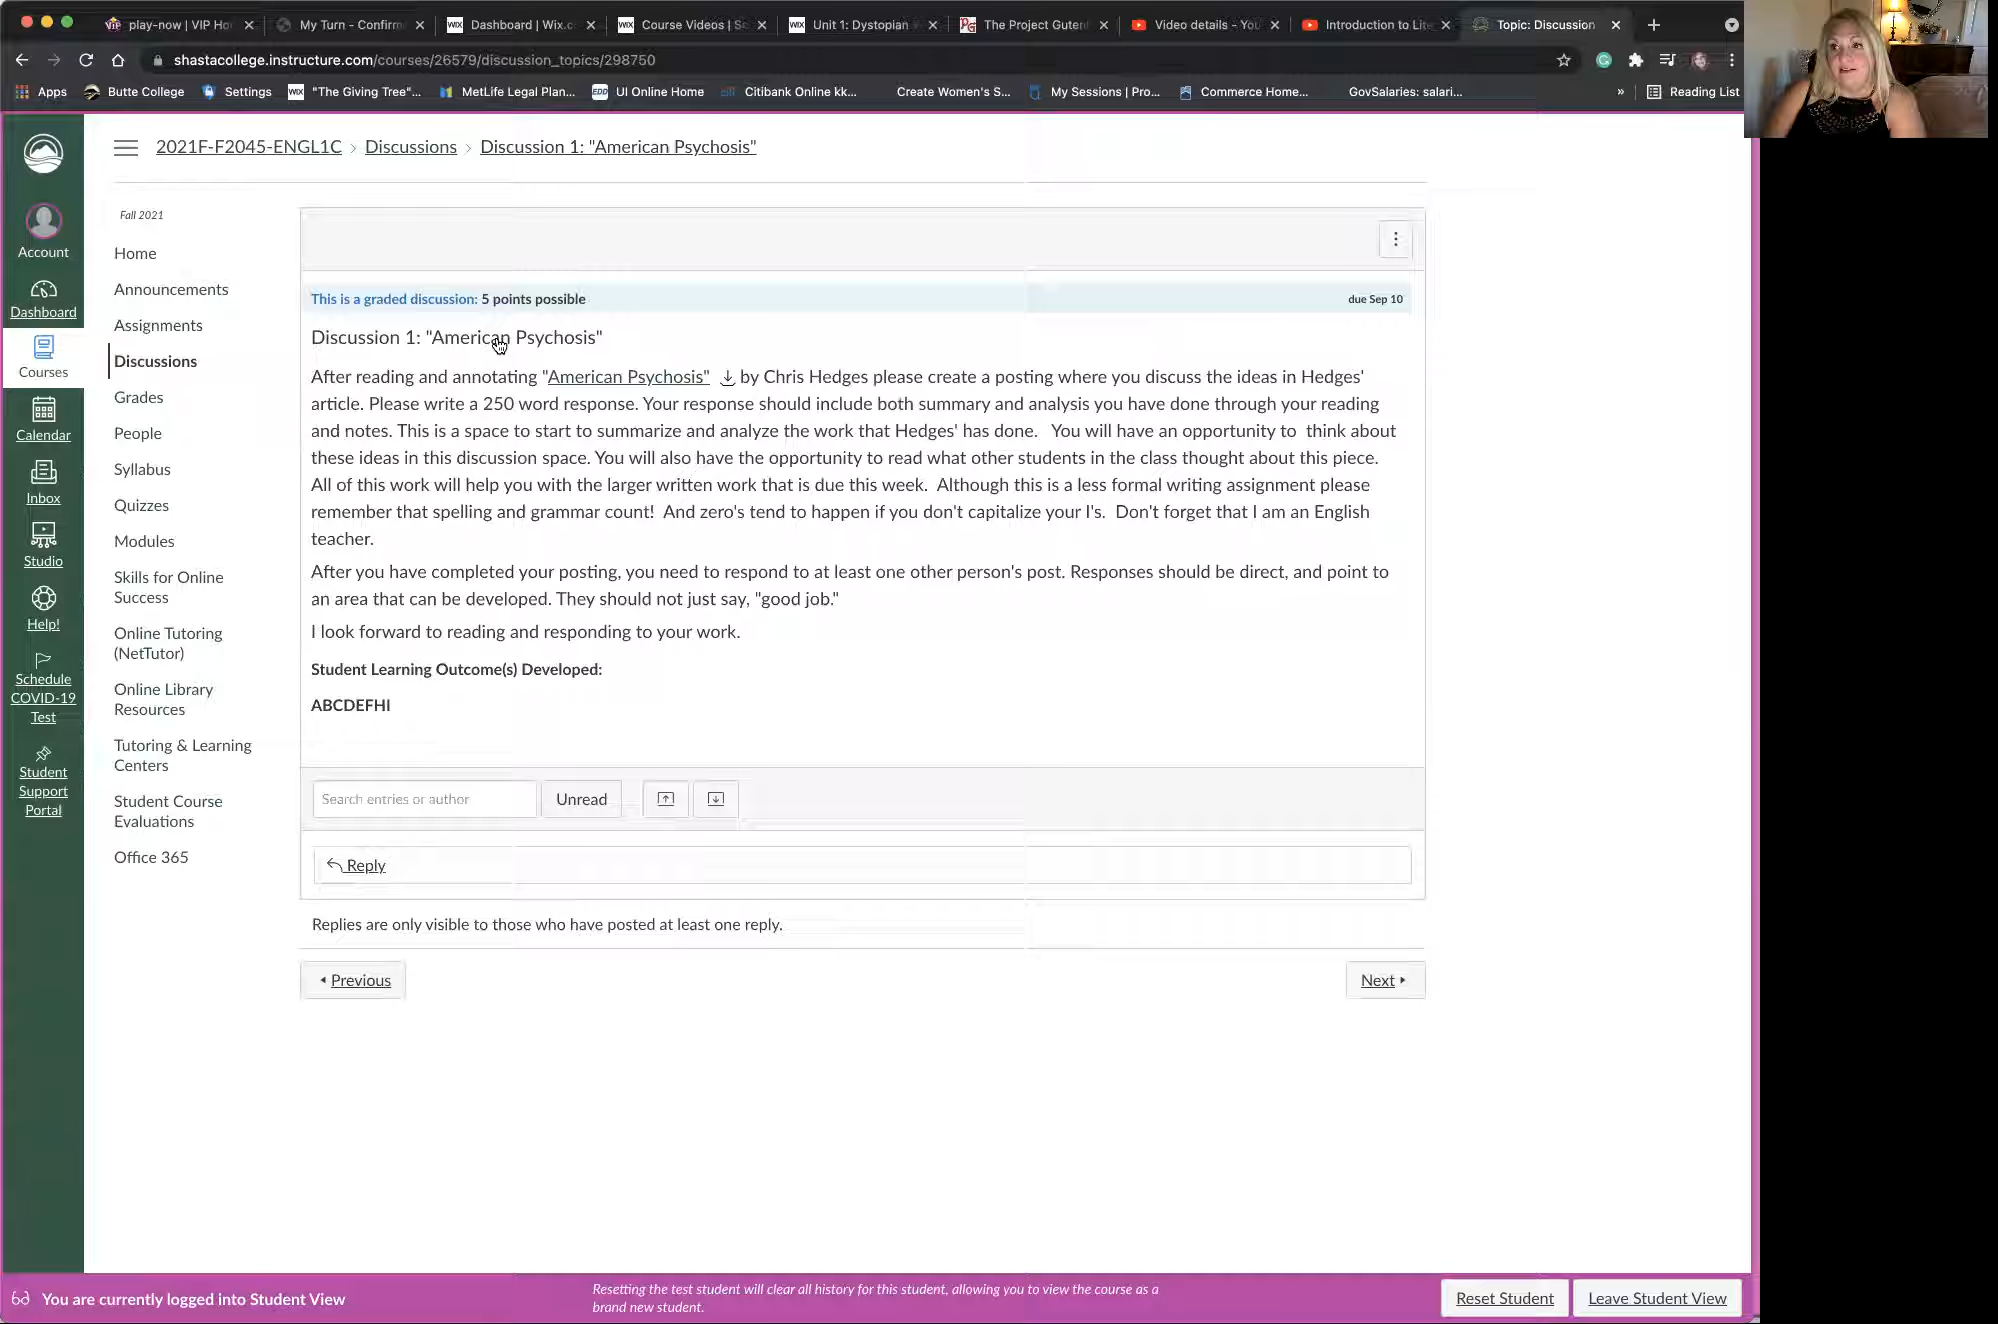 play-now | VIP Ho
My Turn - Confirm
Dashboard | Wix.c
Course Videos | S
Unit 1: Dystopian
The Project Guten
Video details - You
Introduction to Lite
Topic: Discussion
shastacollege.instructure.com/courses/26579/discussion_topics/298750
Apps
Butte College
Settings
"The Giving Tree"...
MetLife Legal Plan...
UI Online Home
Citibank Online kk...
Create Women's S...
My Sessions | Pro...
Commerce Home...
GovSalaries: salari...
»
Reading List
2021F-F2045-ENGL1C › Discussions › Discussion 1: "American Psychosis"
Account
Dashboard
Courses
Calendar
Inbox
Studio
Help!
Schedule
COVID-19
Test
Student
Support
Portal
Fall 2021
Home
Announcements
Assignments
Discussions
Grades
People
Syllabus
Quizzes
Modules
Skills for Online
Success
Online Tutoring
(NetTutor)
Online Library
Resources
Tutoring & Learning
Centers
Student Course
Evaluations
Office 365
This is a graded discussion: 5 points possible
due Sep 10
Discussion 1: "American Psychosis"
After reading and annotating "American Psychosis" by Chris Hedges please create a posting where you discuss the ideas in Hedges'
article. Please write a 250 word response. Your response should include both summary and analysis you have done through your reading
and notes. This is a space to start to summarize and analyze the work that Hedges' has done. You will have an opportunity to think about
these ideas in this discussion space. You will also have the opportunity to read what other students in the class thought about this piece.
All of this work will help you with the larger written work that is due this week. Although this is a less formal writing assignment please
remember that spelling and grammar count! And zero's tend to happen if you don't capitalize your I's. Don't forget that I am an English
teacher.
After you have completed your posting, you need to respond to at least one other person's post. Responses should be direct, and point to
an area that can be developed. They should not just say, "good job."
I look forward to reading and responding to your work.
Student Learning Outcome(s) Developed:
ABCDEFHI
Search entries or author
Unread
Reply
Replies are only visible to those who have posted at least one reply.
Previous
Next
You are currently logged into Student View
Resetting the test student will clear all history for this student, allowing you to view the course as a
brand new student.
Reset Student
Leave Student View